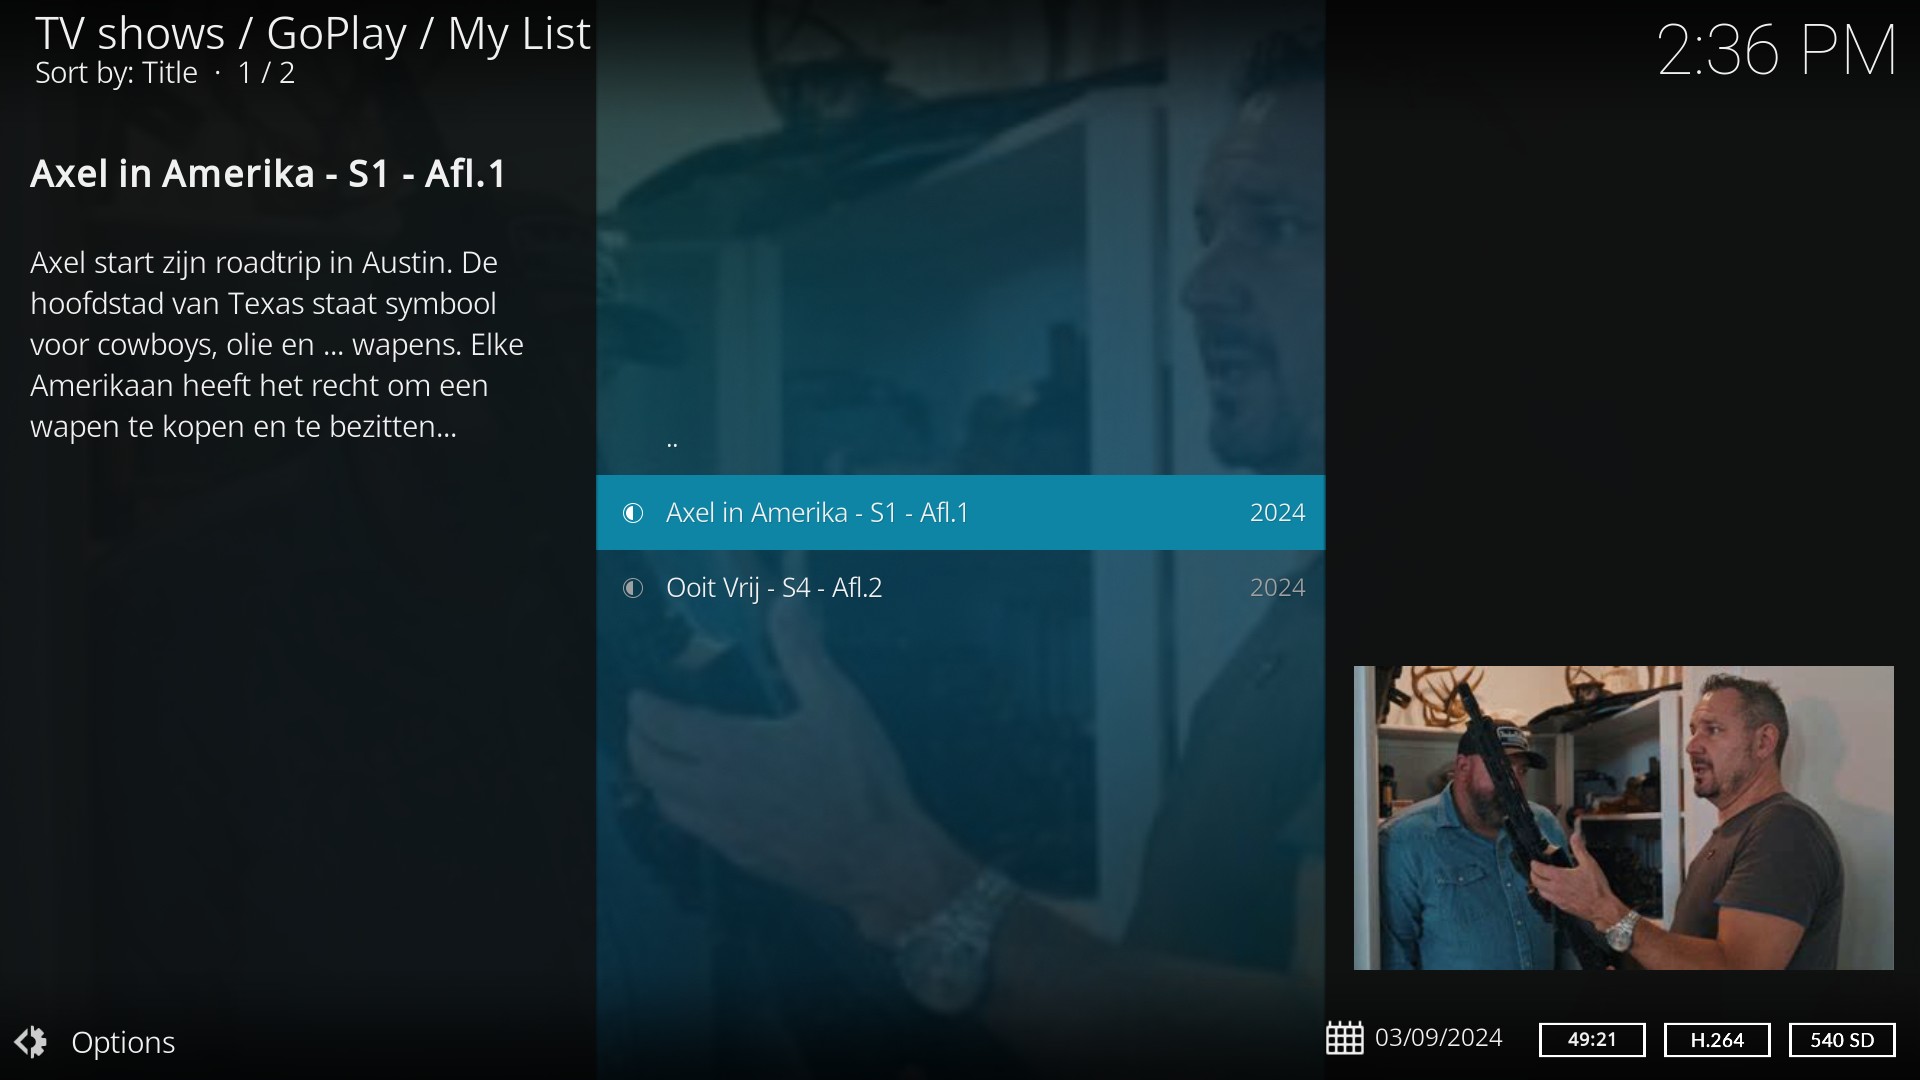 TV shows / GoPlay / My List
Sort by: Title · 1 / 2
2:36 PM
Axel in Amerika - S1 - Afl.1
Axel start zijn roadtrip in Austin. De
hoofdstad van Texas staat symbool
voor cowboys, olie en ... wapens. Elke
Amerikaan heeft het recht om een
wapen te kopen en te bezitten...
..
Axel in Amerika - S1 - Afl.1 2024
Ooit Vrij - S4 - Afl.2 2024
Options
03/09/2024 49:21 H.264 540 SD